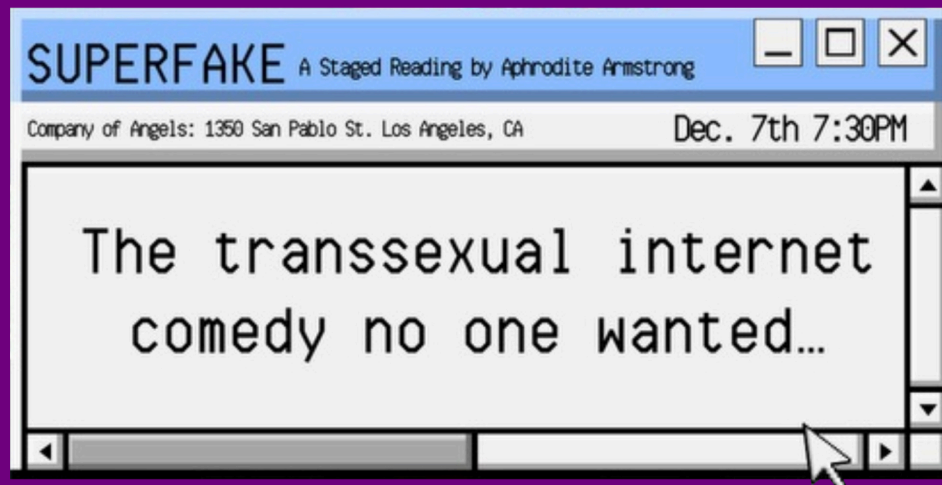 SUPERFAKE A Staged Reading by Aphrodite Armstrong
Company of Angels: 1350 San Pablo St. Los Angeles, CA Dec. 7th 7:30PM
The transsexual internet
comedy no one wanted…